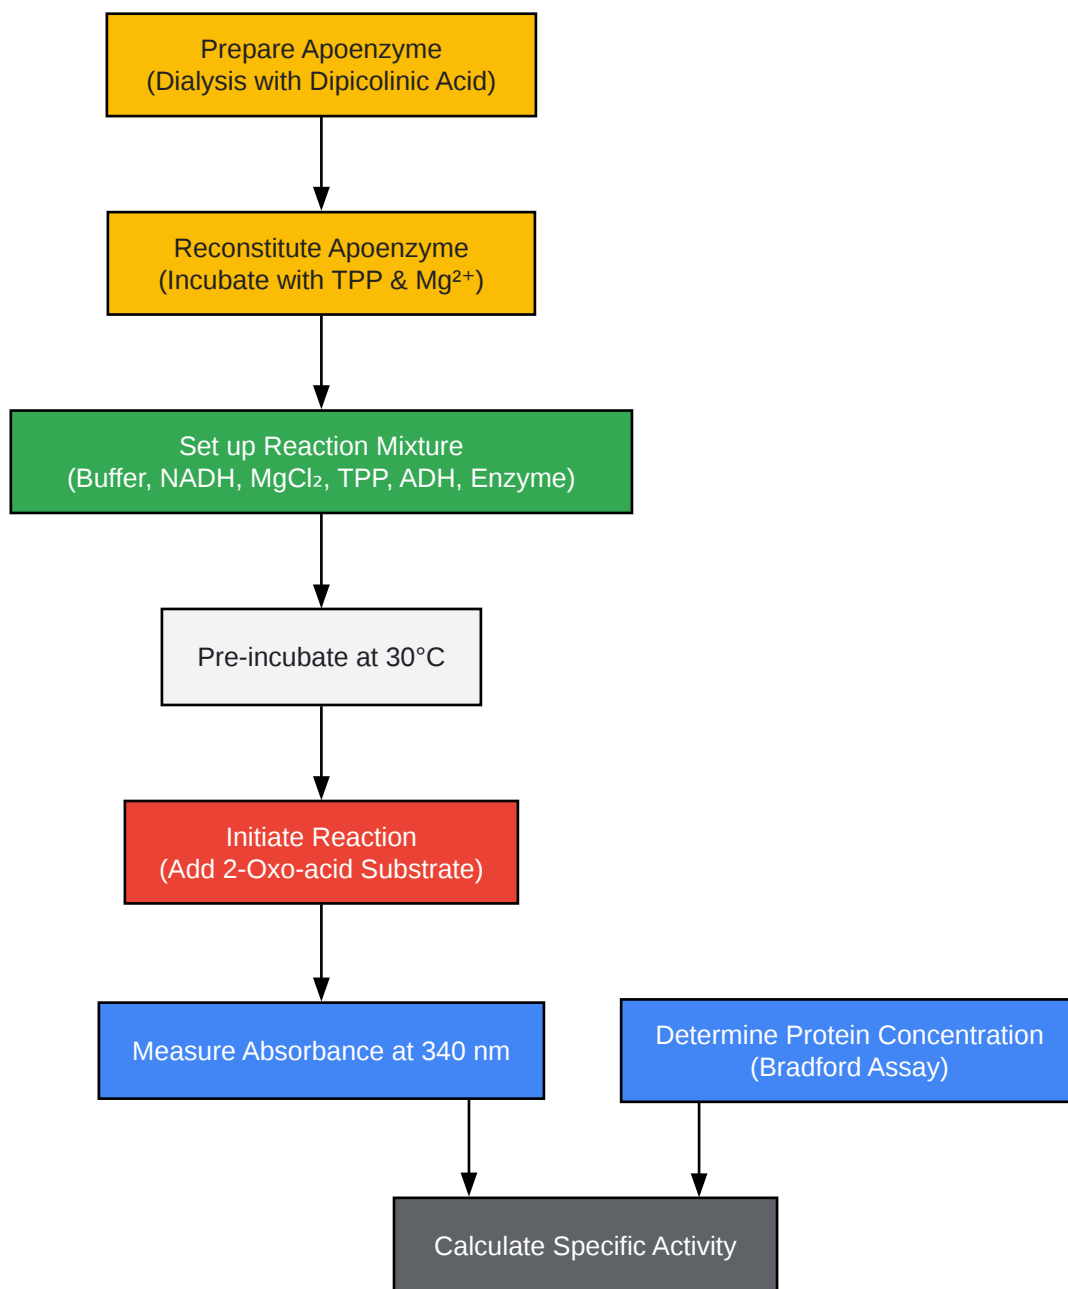 Prepare Apoenzyme
(Dialysis with Dipicolinic Acid)
Reconstitute Apoenzyme
(Incubate with TPP & Mg²⁺)
Set up Reaction Mixture
(Buffer, NADH, MgCl₂, TPP, ADH, Enzyme)
Pre-incubate at 30°C
Initiate Reaction
(Add 2-Oxo-acid Substrate)
Measure Absorbance at 340 nm
Determine Protein Concentration
(Bradford Assay)
Calculate Specific Activity